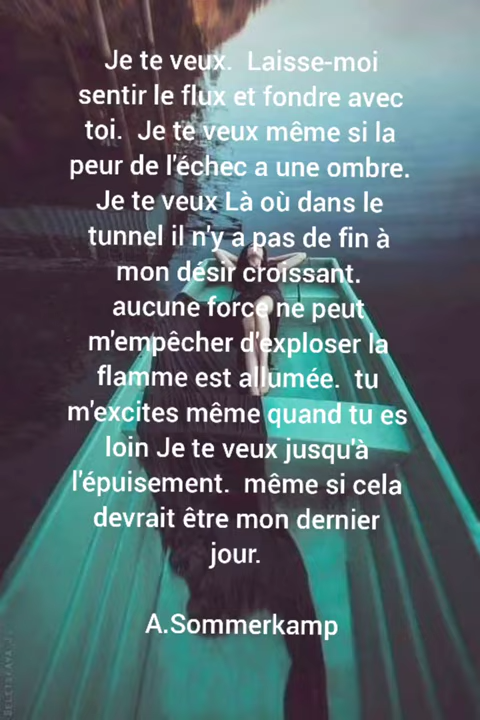 Je te veux.  Laisse-moi
sentir le flux et fondre avec
toi.  Je te veux même si la
peur de l'échec a une ombre.
Je te veux Là où dans le
tunnel il n'y a pas de fin à
mon désir croissant.
aucune force ne peut
m'empêcher d'exploser la
flamme est allumée.  tu
m'excites même quand tu es
loin Je te veux jusqu'à
l'épuisement.  même si cela
devrait être mon dernier
jour.
A.Sommerkamp